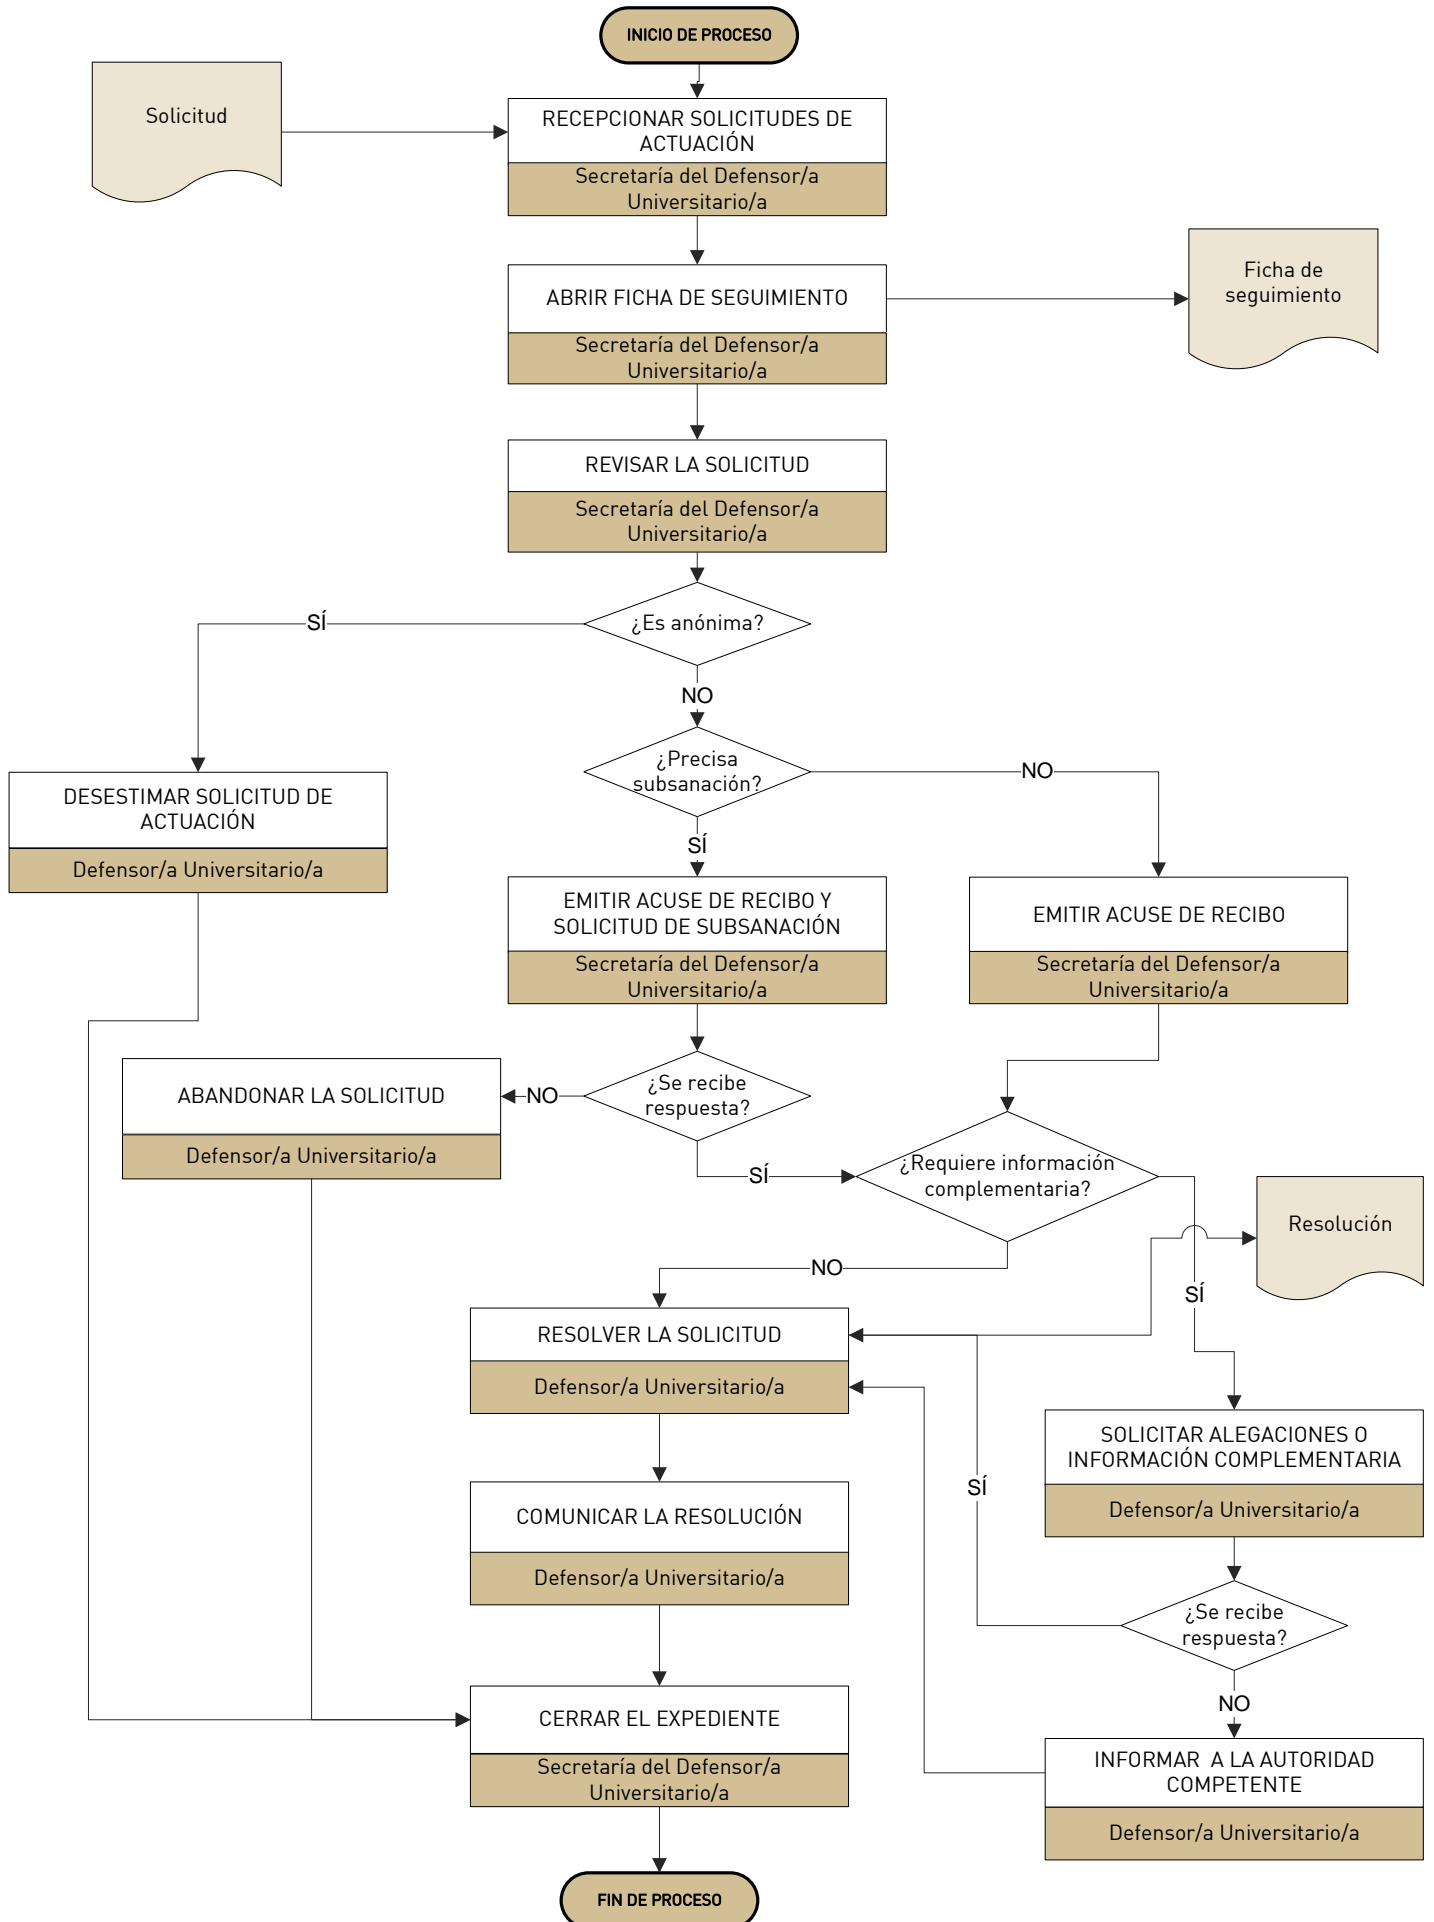 INICIO DE PROCESO
Solicitud
RECEPCIONAR SOLICITUDES DE
ACTUACIÓN
Secretaría del Defensor/a
Universitario/a
ABRIR FICHA DE SEGUIMIENTO
Secretaría del Defensor/a
Universitario/a
Ficha de
seguimiento
REVISAR LA SOLICITUD
Secretaría del Defensor/a
Universitario/a
¿Es anónima?
SÍ
NO
¿Precisa
subsanación?
NO
SÍ
DESESTIMAR SOLICITUD DE
ACTUACIÓN
Defensor/a Universitario/a
EMITIR ACUSE DE RECIBO Y
SOLICITUD DE SUBSANACIÓN
Secretaría del Defensor/a
Universitario/a
EMITIR ACUSE DE RECIBO
Secretaría del Defensor/a
Universitario/a
ABANDONAR LA SOLICITUD
Defensor/a Universitario/a
NO
¿Se recibe
respuesta?
SÍ
¿Requiere información
complementaria?
Resolución
NO
SÍ
RESOLVER LA SOLICITUD
Defensor/a Universitario/a
SOLICITAR ALEGACIONES O
INFORMACIÓN COMPLEMENTARIA
Defensor/a Universitario/a
SÍ
COMUNICAR LA RESOLUCIÓN
Defensor/a Universitario/a
¿Se recibe
respuesta?
NO
CERRAR EL EXPEDIENTE
Secretaría del Defensor/a
Universitario/a
INFORMAR  A LA AUTORIDAD
COMPETENTE
Defensor/a Universitario/a
FIN DE PROCESO